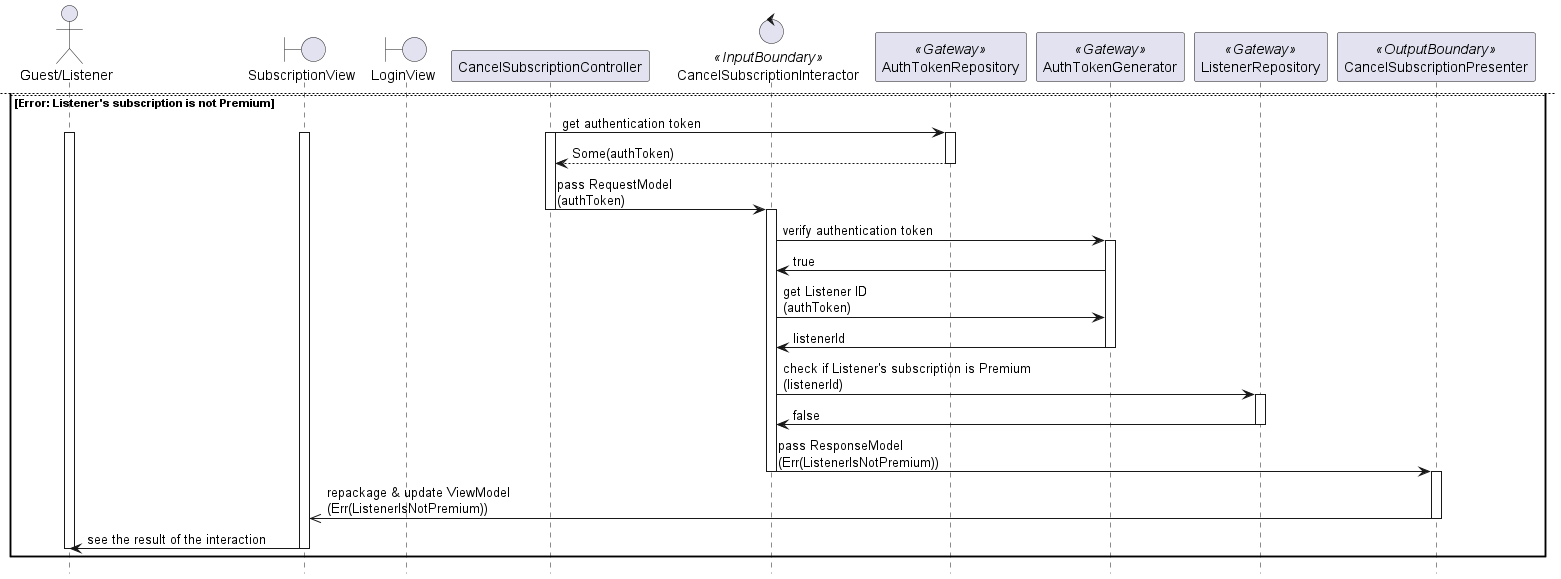 Guest/Listener
SubscriptionView
LoginView
CancelSubscriptionController
«InputBoundary»
CancelSubscriptionInteractor
«Gateway»
AuthTokenRepository
«Gateway»
AuthTokenGenerator
«Gateway»
ListenerRepository
«OutputBoundary»
CancelSubscriptionPresenter
[Error: Listener's subscription is not Premium]
get authentication token
Some(authToken)
pass RequestModel
(authToken)
verify authentication token
true
get Listener ID
(authToken)
listenerId
check if Listener's subscription is Premium
(listenerId)
false
pass ResponseModel
(Err(ListenerIsNotPremium))
repackage & update ViewModel
(Err(ListenerIsNotPremium))
see the result of the interaction